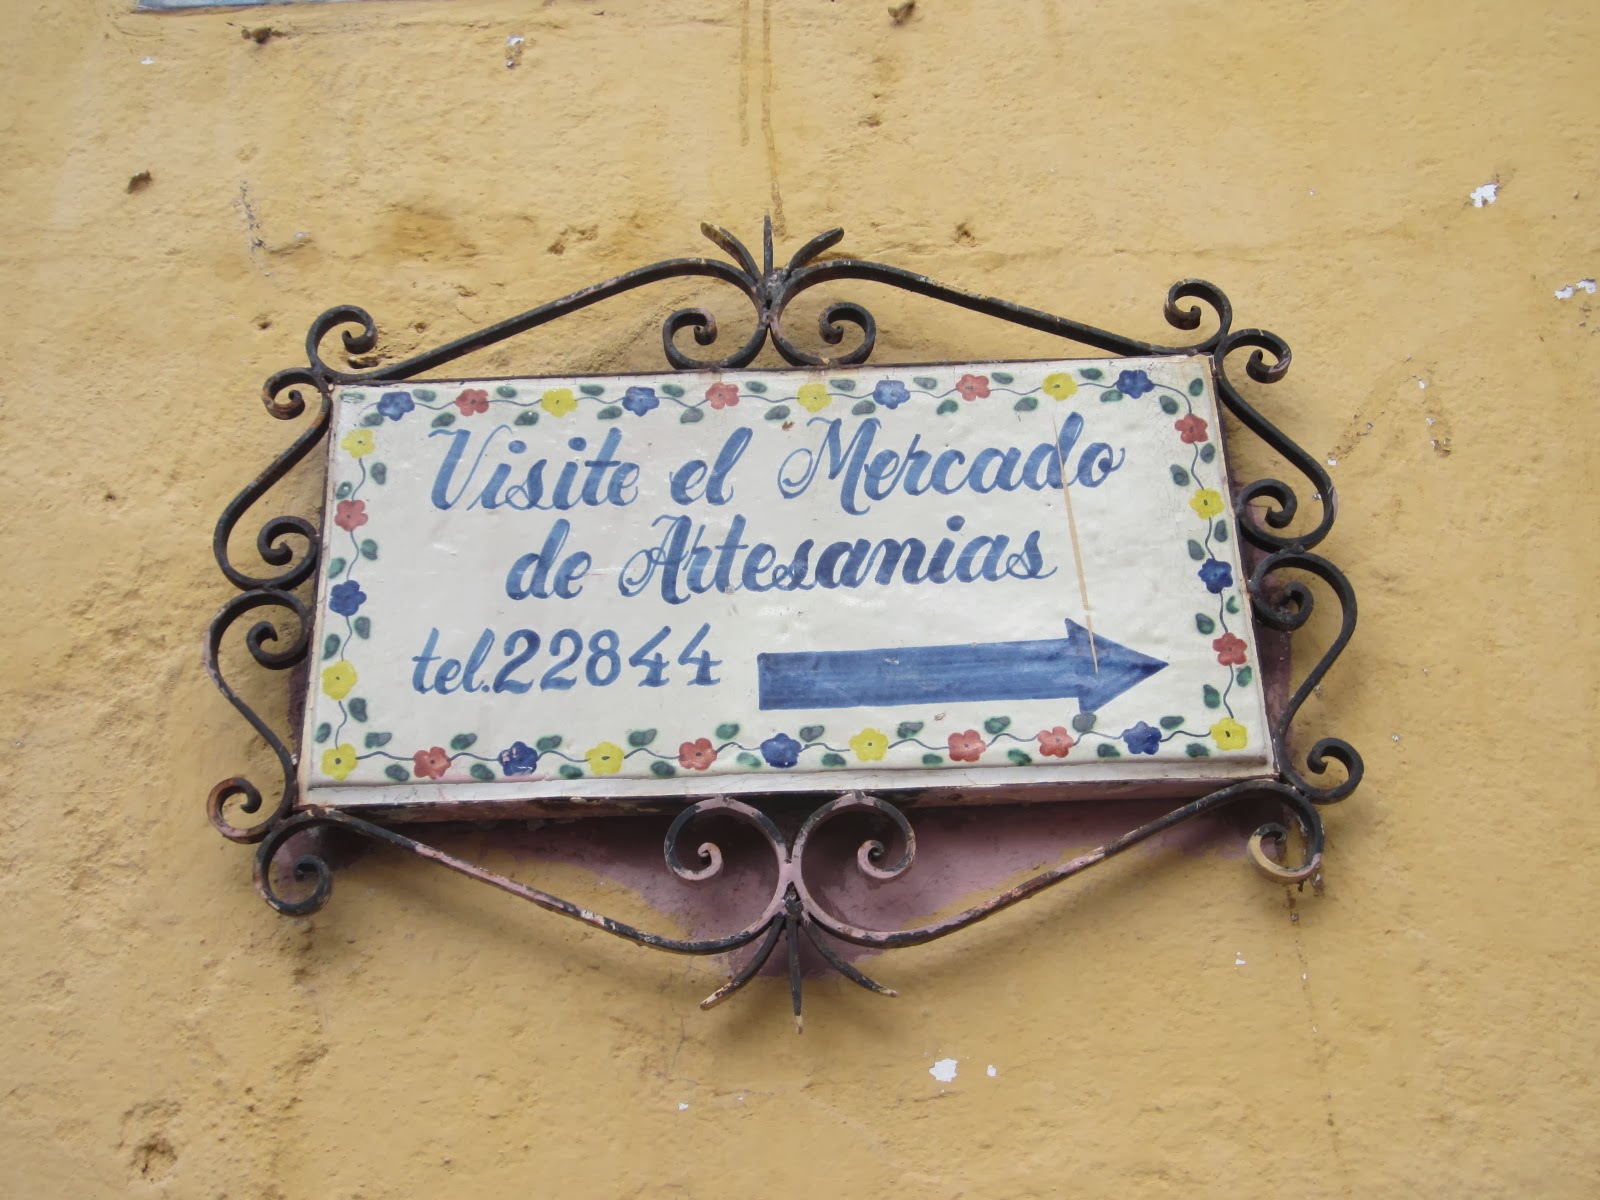 Visite el Mercado
de Artesanias
tel. 22844